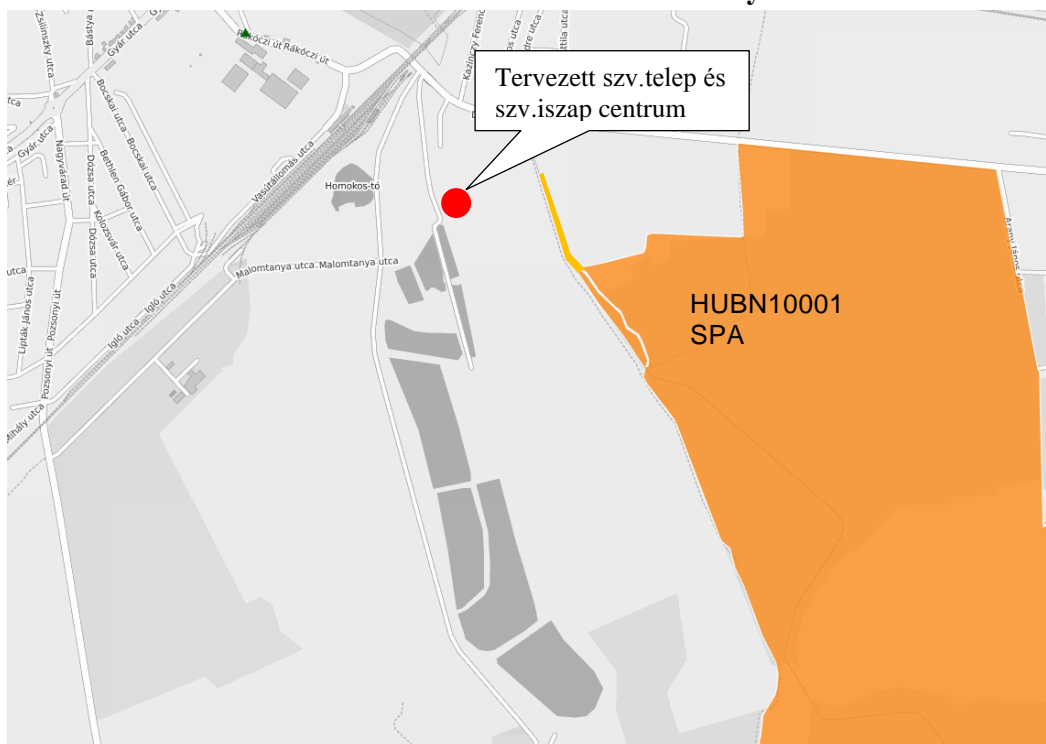 Zsilinszky utca
Bástya u
Gyár utca
Rákóczi út Rákóczi út
Kazinczy Ferenc
Tervezett szv.telep és
szv.iszap centrum
Gyár utca
Nagyvárad út
Bocskai utca
Bocskai utca
Bethlen Gábor utca
Dózsa utca
Dózsa utca
Kolozsvár utca
Vasútállomás utca
Homokos-tó
Malomtanya utca Malomtanya utca
Lipták János utca
Pozsonyi út Pozsonyi út
Igló utca Igló utca
Mihály utca
HUBN10001
SPA
Arany János utca